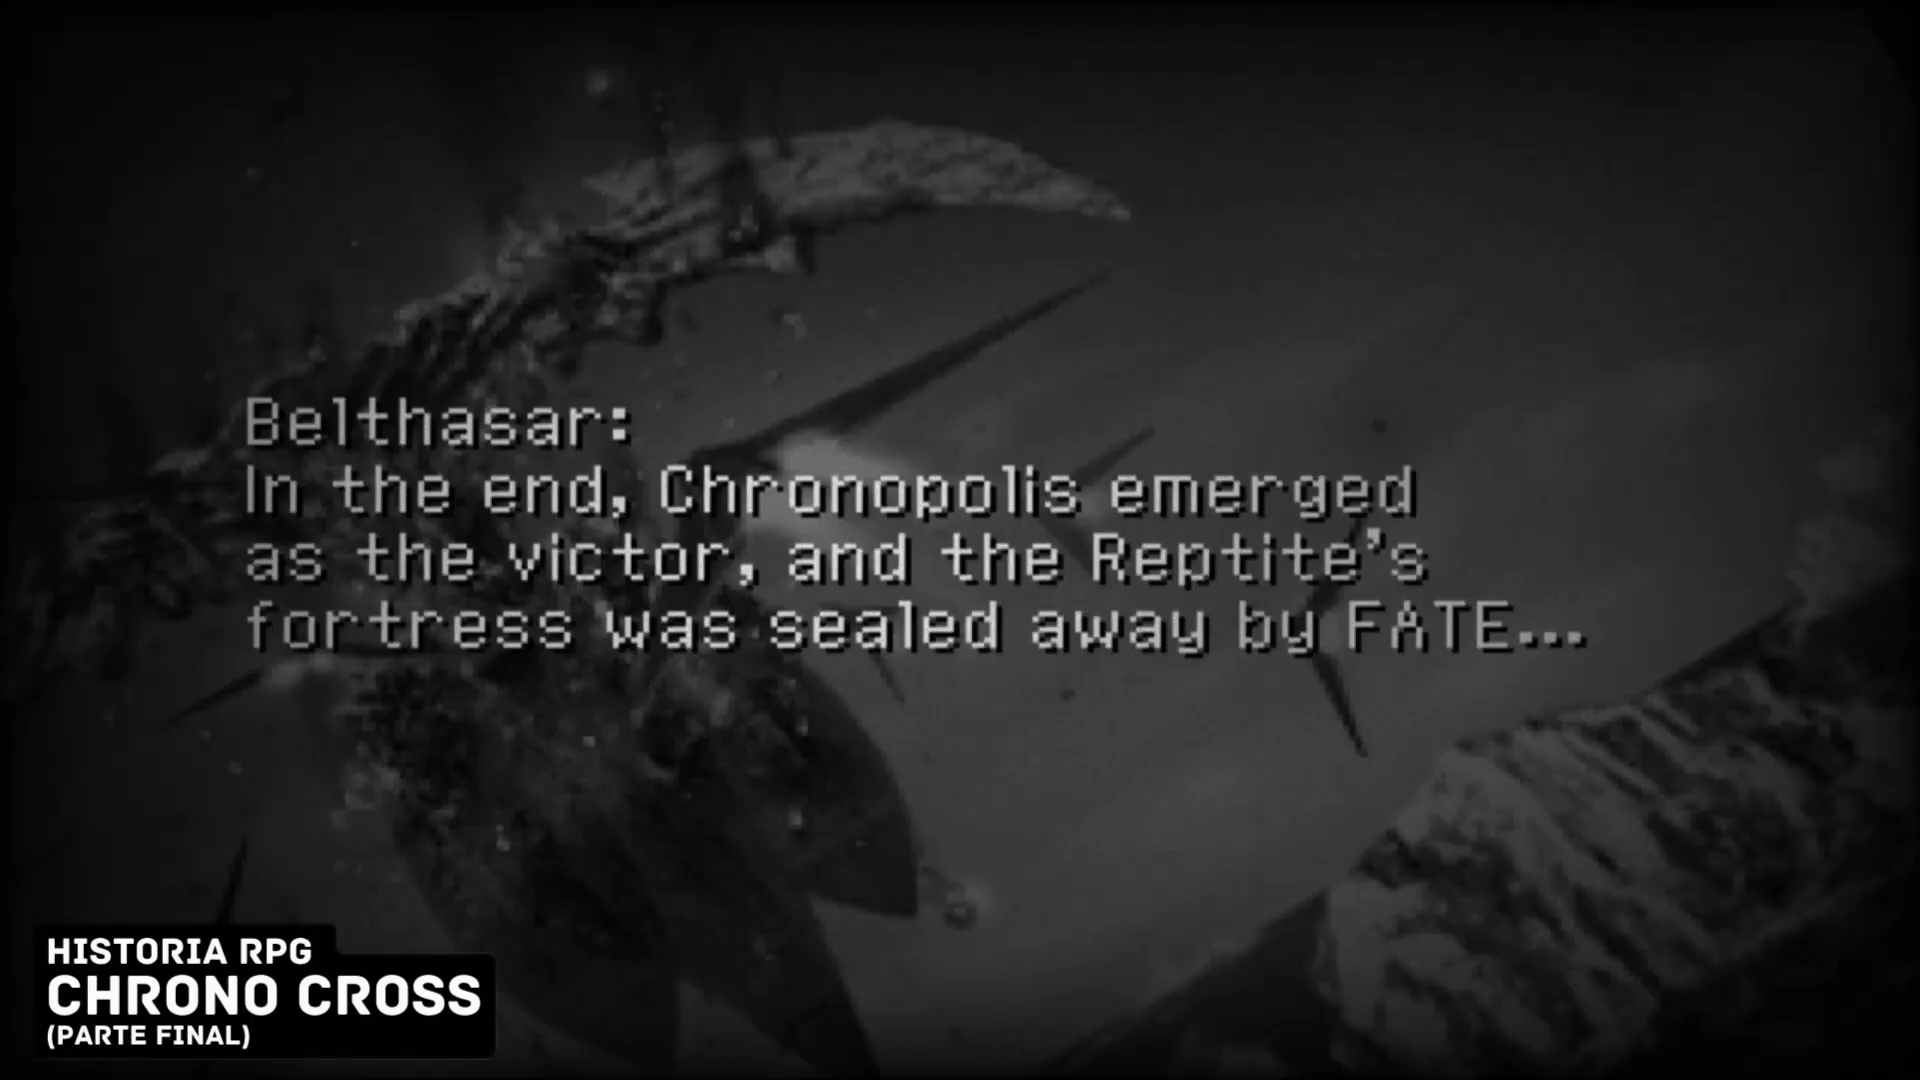 Belthasar:
In the end, Chronopolis emerged
as the victor, and the Reptite's
fortress was sealed away by FATE...
HISTORIA RPG
CHRONO CROSS
(PARTE FINAL)